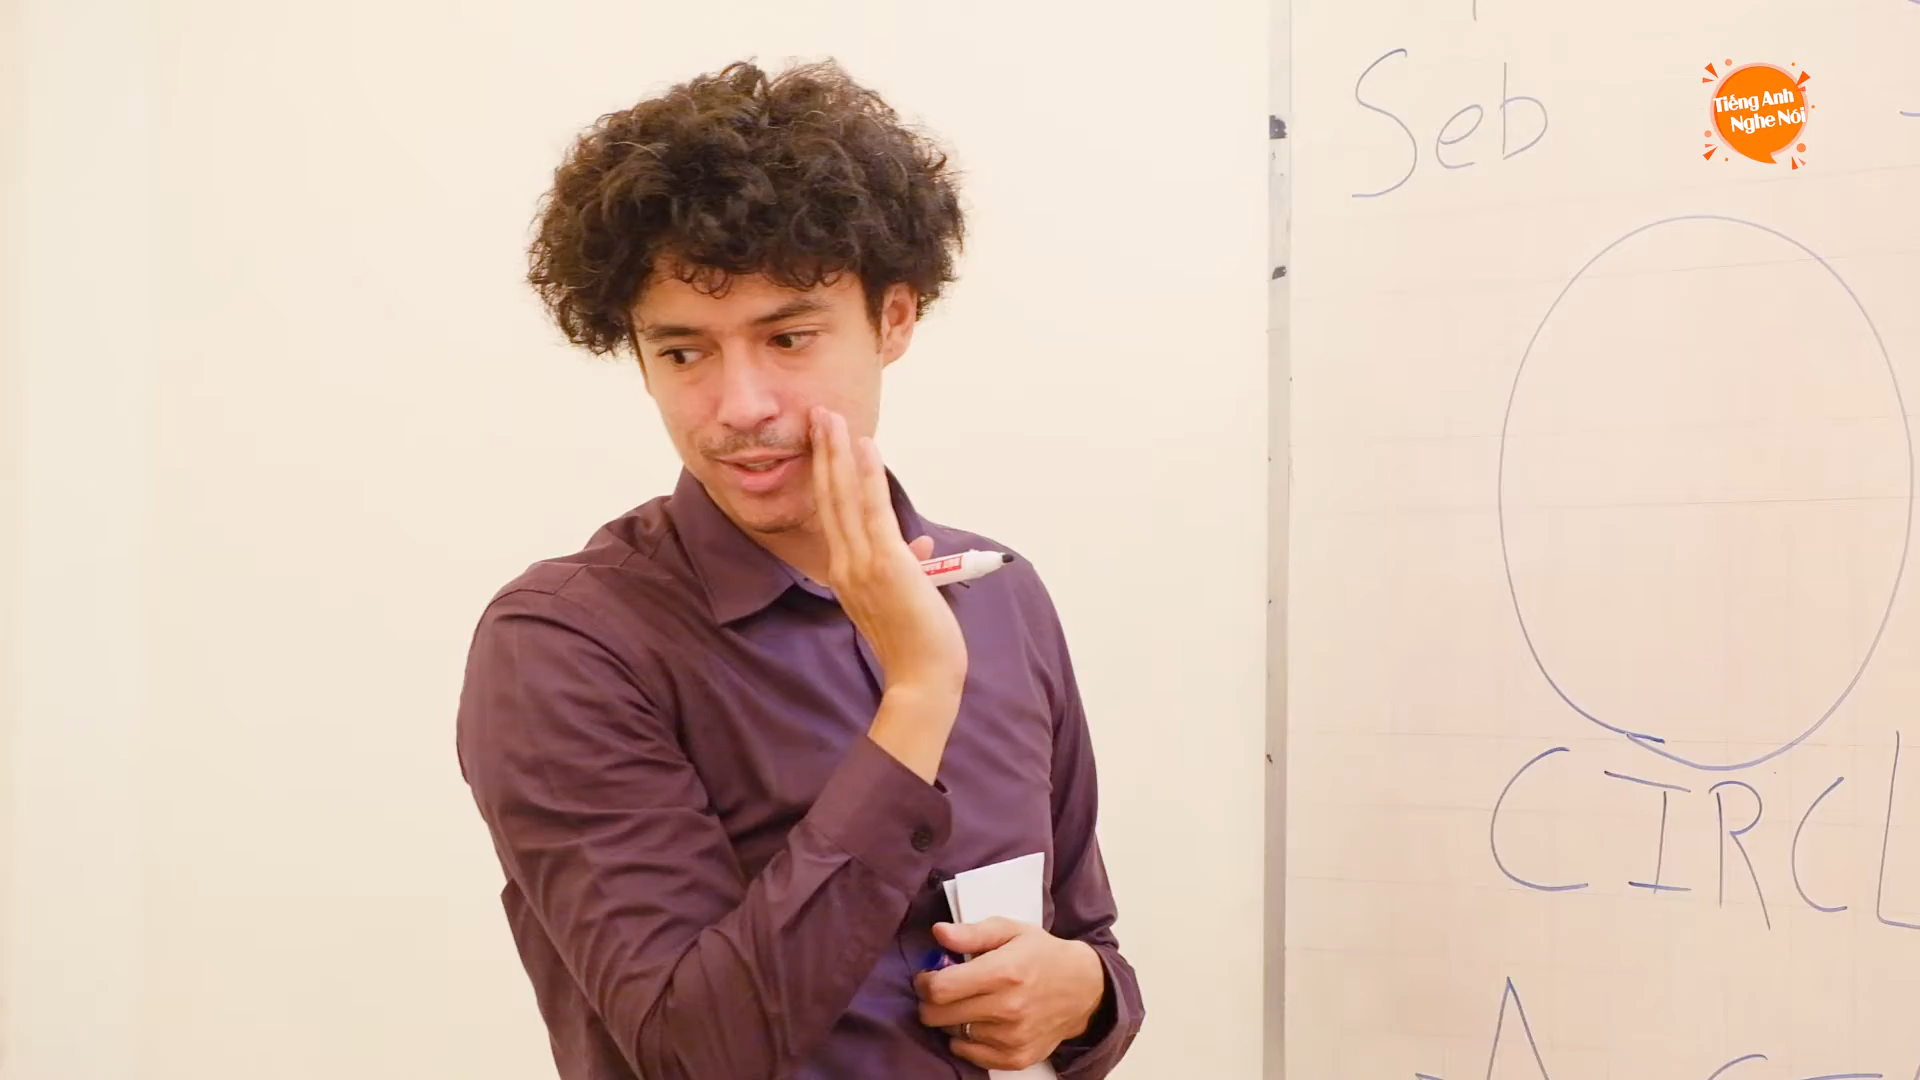 Seb
Tiếng Anh
Nghe Nói
CIRCL